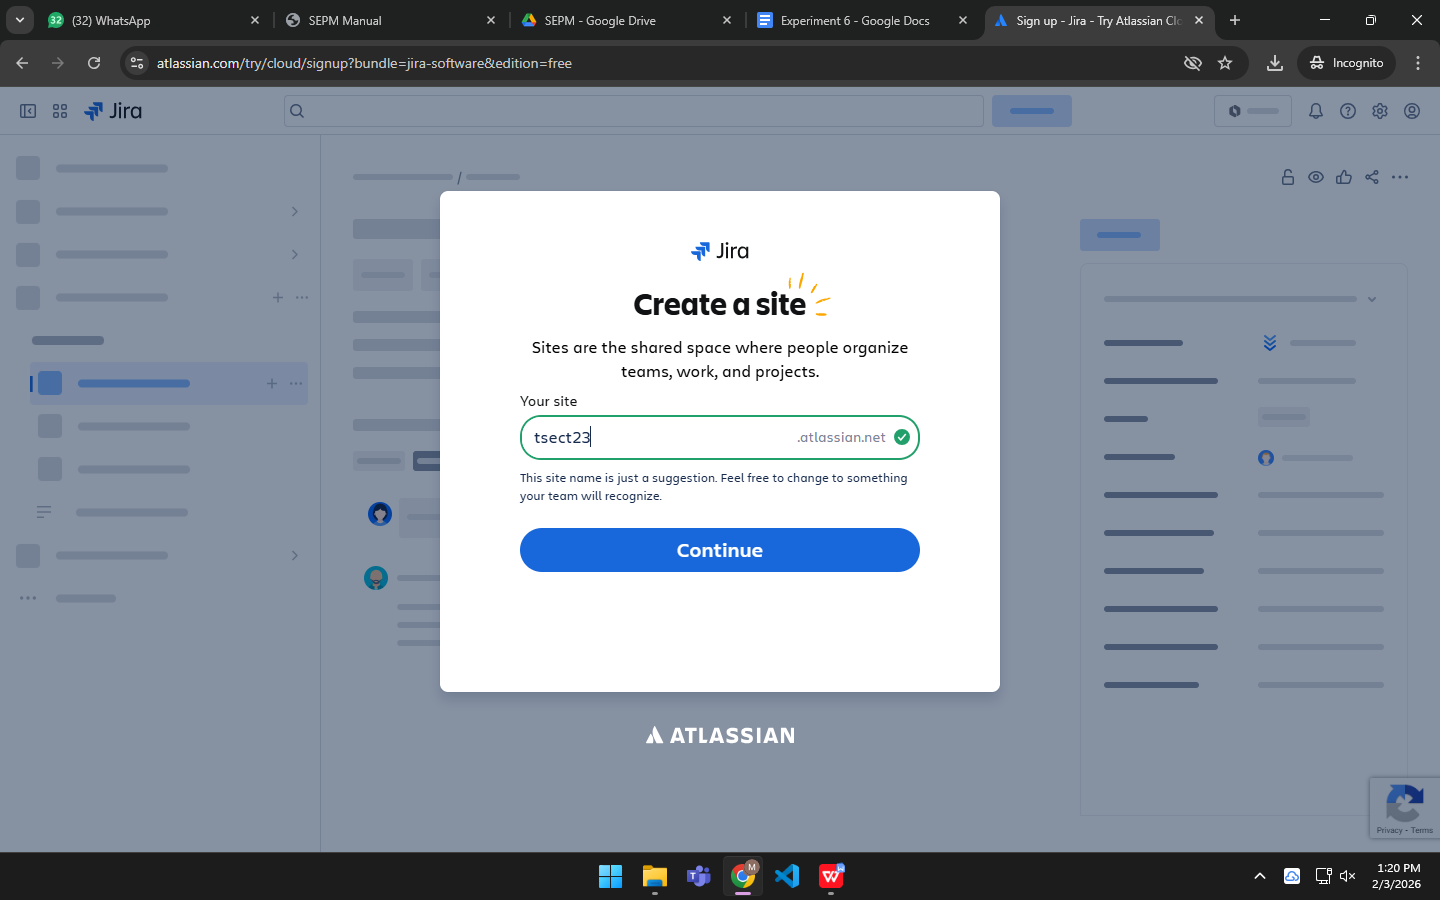 32
(32) WhatsApp
SEPM Manual
SEPM - Google Drive
Experiment 6 - Google Docs
Sign up - Jira - Try Atlassian Clo
atlassian.com/try/cloud/signup?bundle=jira-software&edition=free
Incognito
Jira
/
Jira
Create a site
Sites are the shared space where people organize
teams, work, and projects.
Your site
tsect23
.atlassian.net
This site name is just a suggestion. Feel free to change to something
your team will recognize.
Continue
ATLASSIAN
Privacy - Terms
M
1:20 PM
2/3/2026